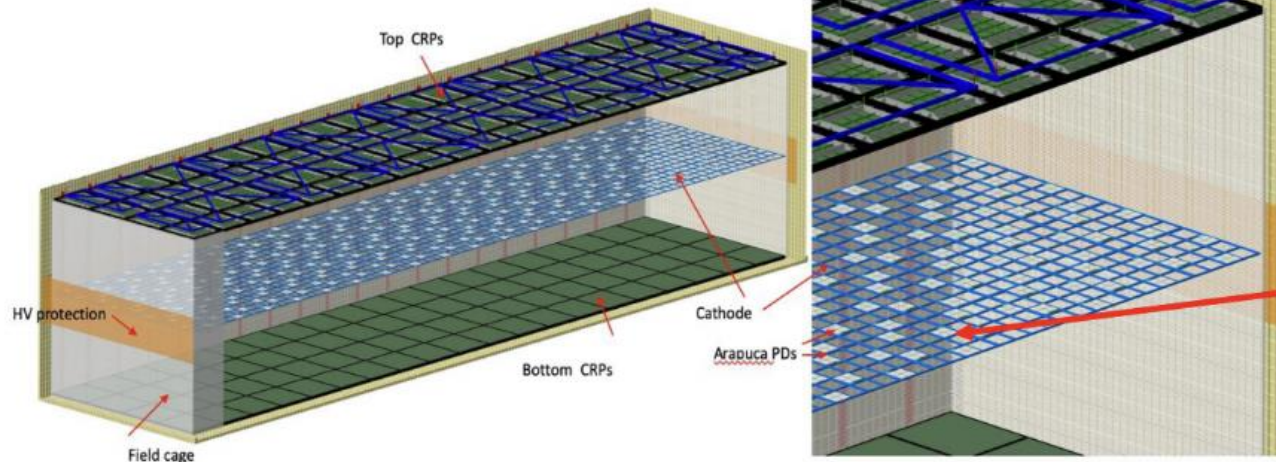 Top CRPs
HV protection
Cathode
Arapuca PDs
Bottom CRPs
Field cage